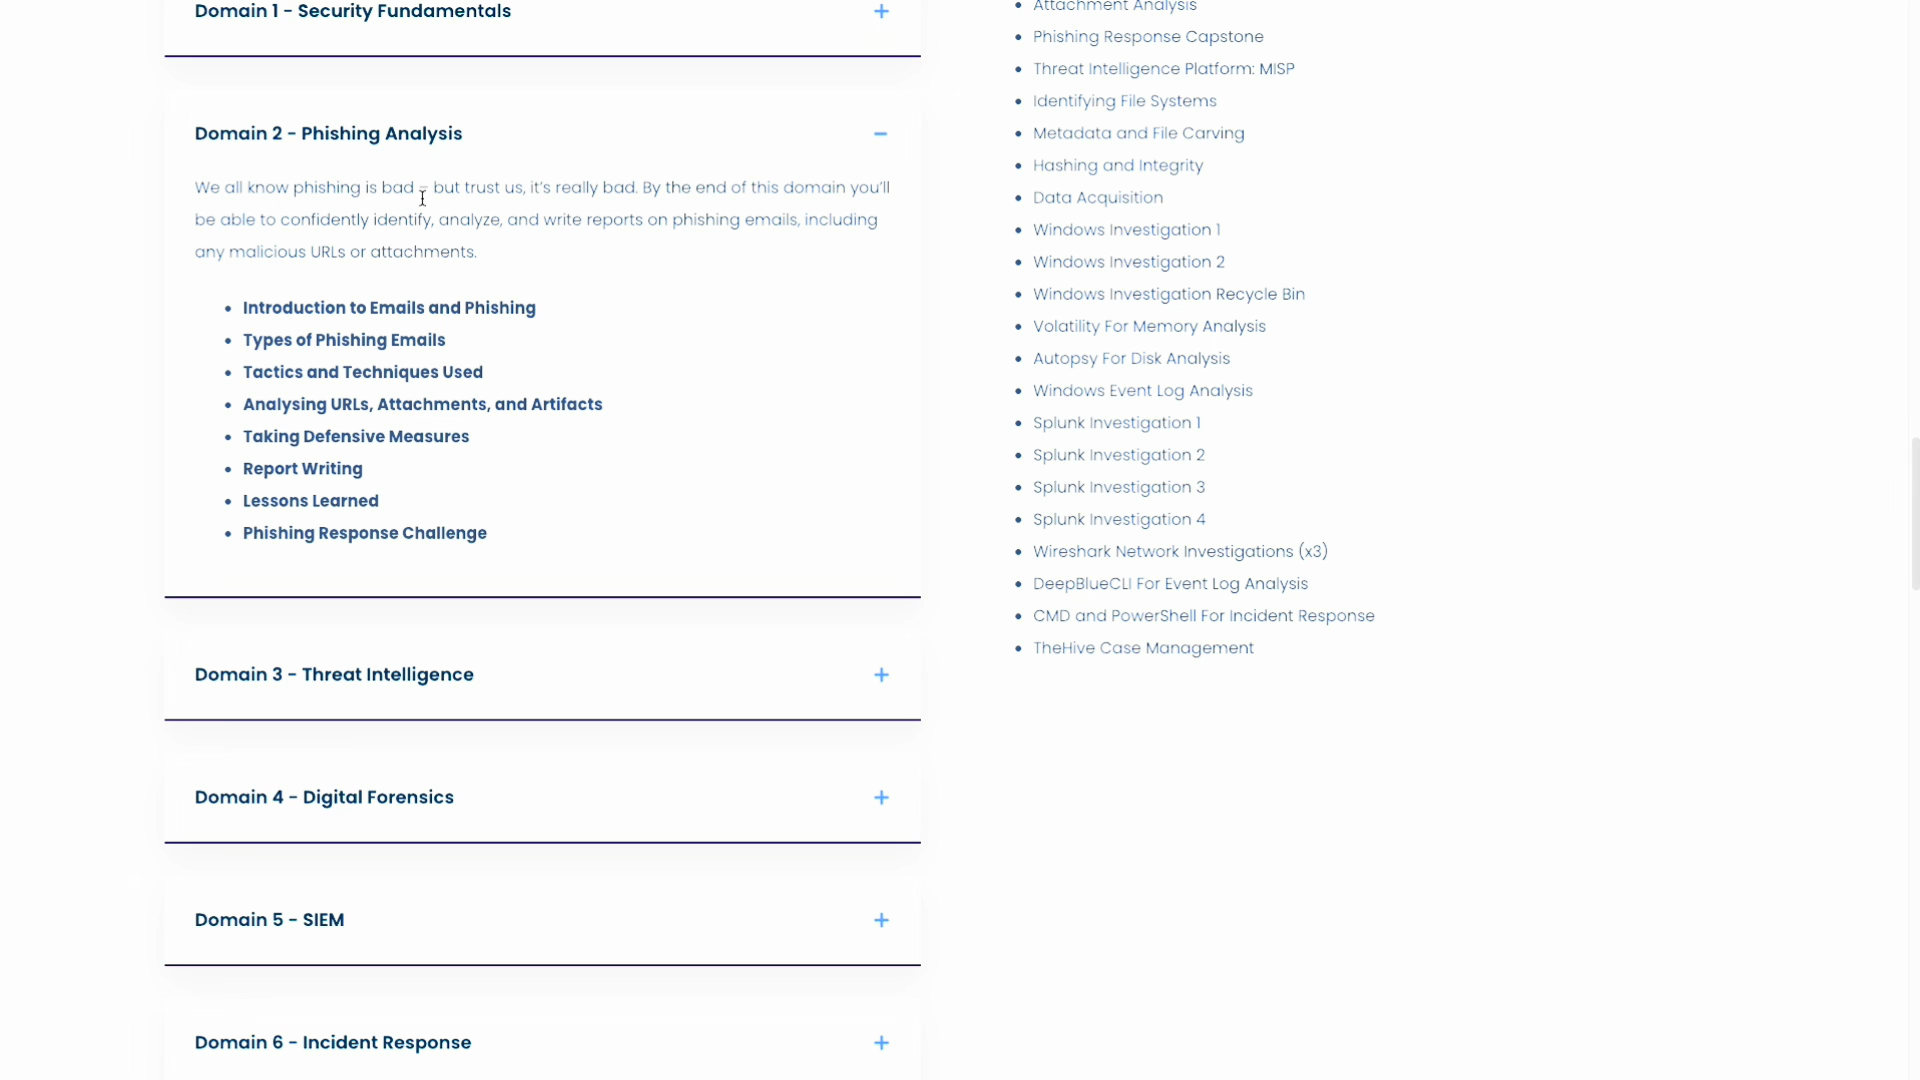 Domain 1 - Security Fundamentals
Domain 2 - Phishing Analysis
We all know phishing is bad – but trust us, it's really bad. By the end of this domain you'll
be able to confidently identify, analyze, and write reports on phishing emails, including
any malicious URLs or attachments.
Introduction to Emails and Phishing
Types of Phishing Emails
Tactics and Techniques Used
Analysing URLs, Attachments, and Artifacts
Taking Defensive Measures
Report Writing
Lessons Learned
Phishing Response Challenge
Domain 3 - Threat Intelligence
Domain 4 - Digital Forensics
Domain 5 - SIEM
Domain 6 - Incident Response
Attachment Analysis
Phishing Response Capstone
Threat Intelligence Platform: MISP
Identifying File Systems
Metadata and File Carving
Hashing and Integrity
Data Acquisition
Windows Investigation 1
Windows Investigation 2
Windows Investigation Recycle Bin
Volatility For Memory Analysis
Autopsy For Disk Analysis
Windows Event Log Analysis
Splunk Investigation 1
Splunk Investigation 2
Splunk Investigation 3
Splunk Investigation 4
Wireshark Network Investigations (x3)
DeepBlueCLI For Event Log Analysis
CMD and PowerShell For Incident Response
TheHive Case Management